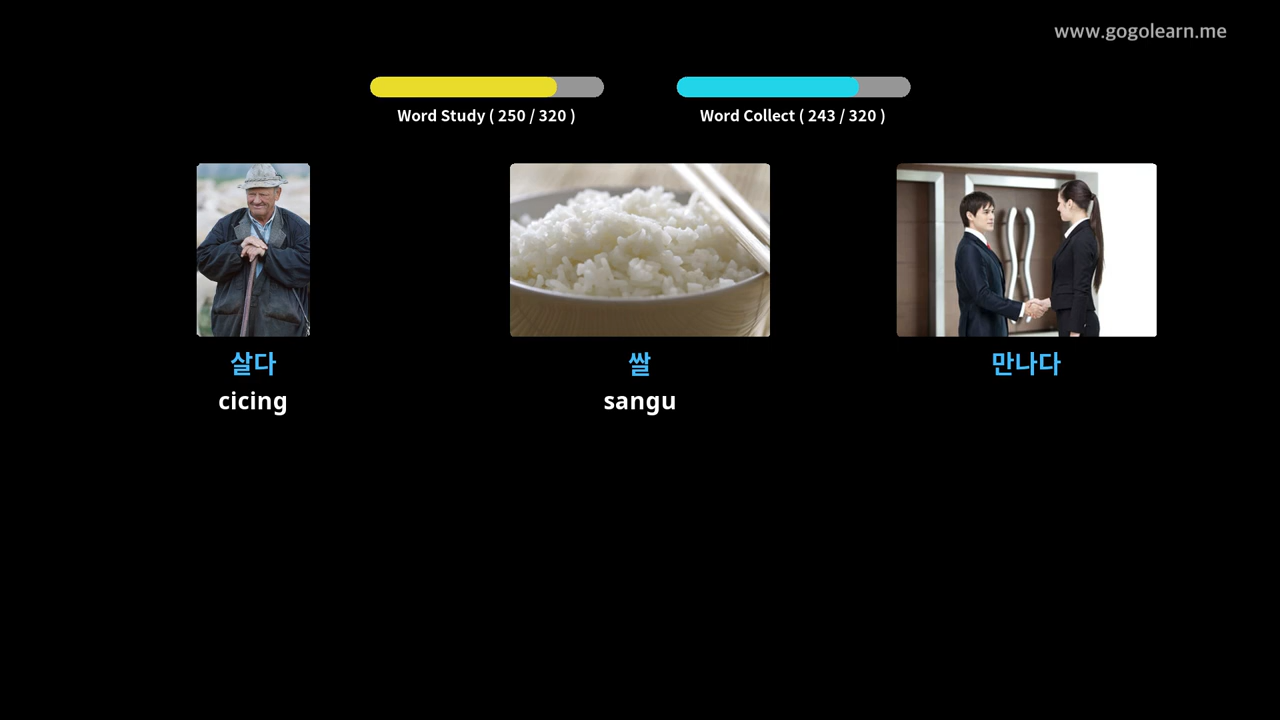 www.gogolearn.me
Word Study ( 250 / 320 )
Word Collect ( 243 / 320 )
살다
쌀
만나다
cicing
sangu